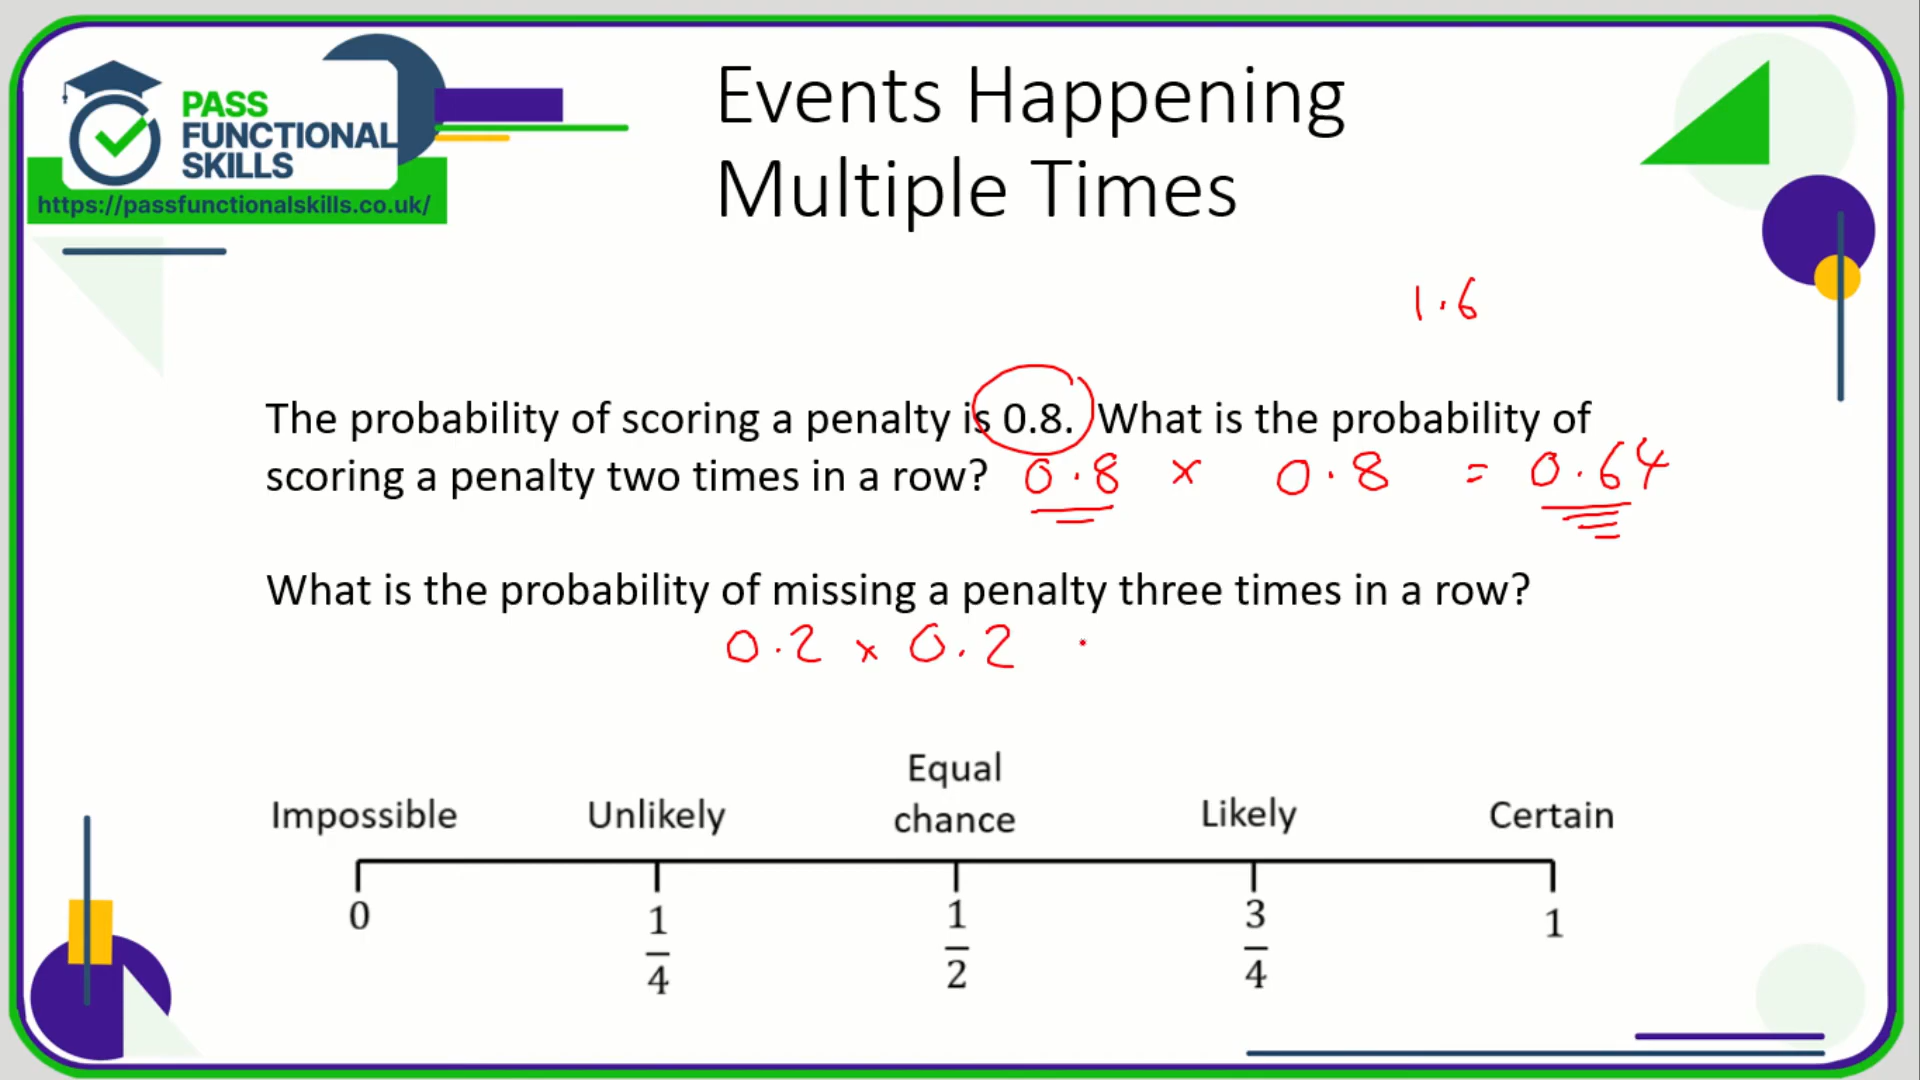 PASS
FUNCTIONAL
SKILLS
https://passfunctionalskills.co.uk/
Events Happening
Multiple Times
1.6
The probability of scoring a penalty is 0.8. What is the probability of
scoring a penalty two times in a row? 0.8 x 0.8 = 0.64
What is the probability of missing a penalty three times in a row?
0.2 x 0.2 .
Impossible Unlikely Equal chance Likely Certain
0 1/4 1/2 3/4 1